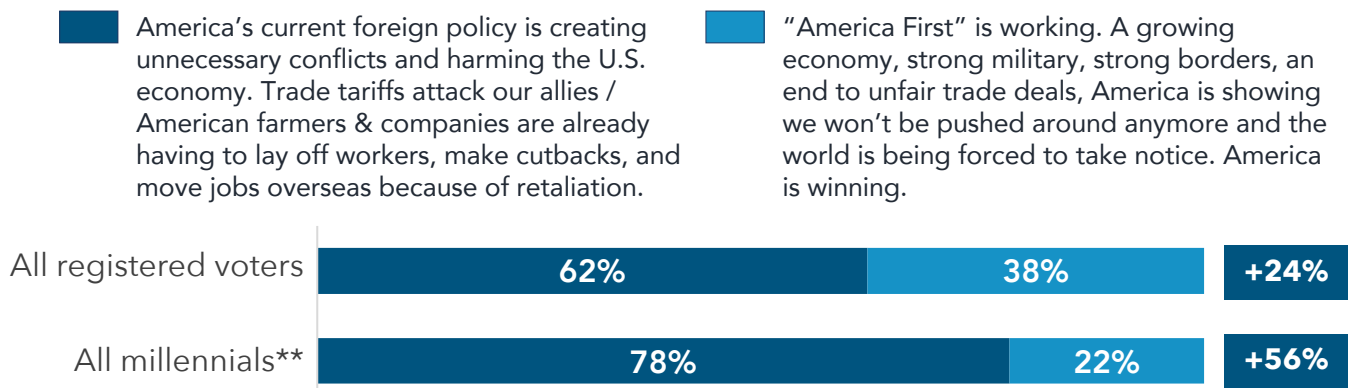 America’s current foreign policy is creating
unnecessary conflicts and harming the U.S.
economy. Trade tariffs attack our allies /
American farmers & companies are already
having to lay off workers, make cutbacks, and
move jobs overseas because of retaliation.
“America First” is working. A growing
economy, strong military, strong borders, an
end to unfair trade deals, America is showing
we won’t be pushed around anymore and the
world is being forced to take notice. America
is winning.
All registered voters 62% 38% +24%
All millennials** 78% 22% +56%